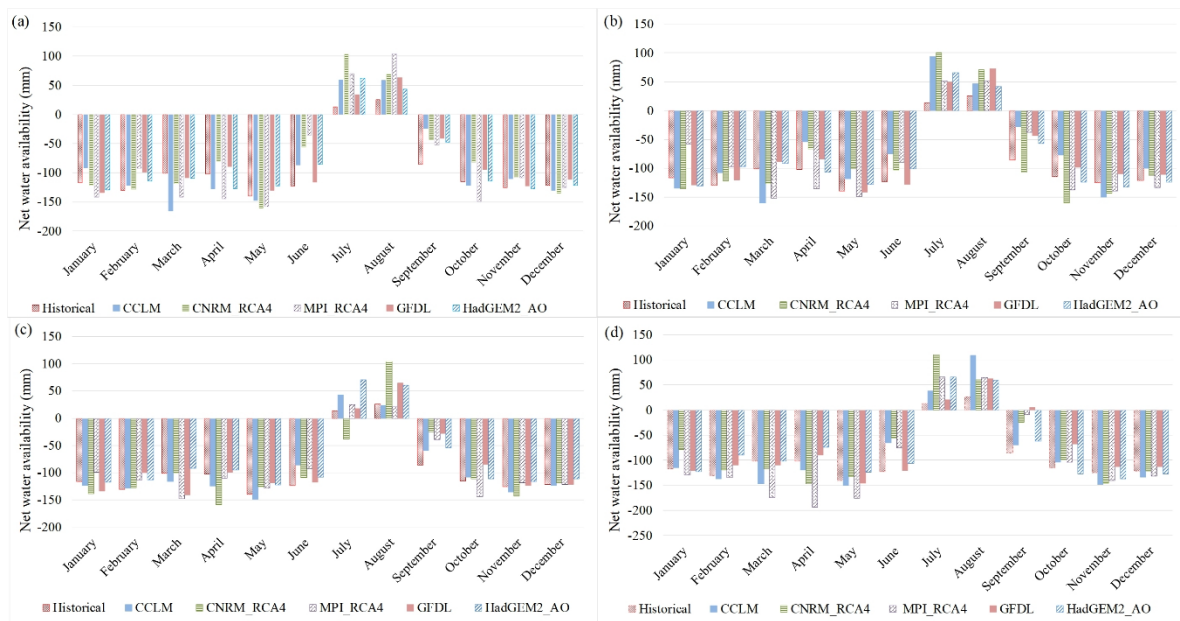 (a)
Net water availability (mm)
150
100
50
0
-50
-100
-150
-200
January February March April May June July August September October November December
Historical CCLM CNRM_RCA4 MPI_RCA4 GFDL HadGEM2_AO
(b)
Net water availability (mm)
150
100
50
0
-50
-100
-150
-200
January February March April May June July August September October November December
Historical CCLM CNRM_RCA4 MPI_RCA4 GFDL HadGEM2_AO
(c)
Net water availability (mm)
150
100
50
0
-50
-100
-150
-200
January February March April May June July August September October November December
Historical CCLM CNRM_RCA4 MPI_RCA4 GFDL HadGEM2_AO
(d)
Net water availability (mm)
150
100
50
0
-50
-100
-150
-200
-250
January February March April May June July August September October November December
Historical CCLM CNRM_RCA4 MPI_RCA4 GFDL HadGEM2_AO